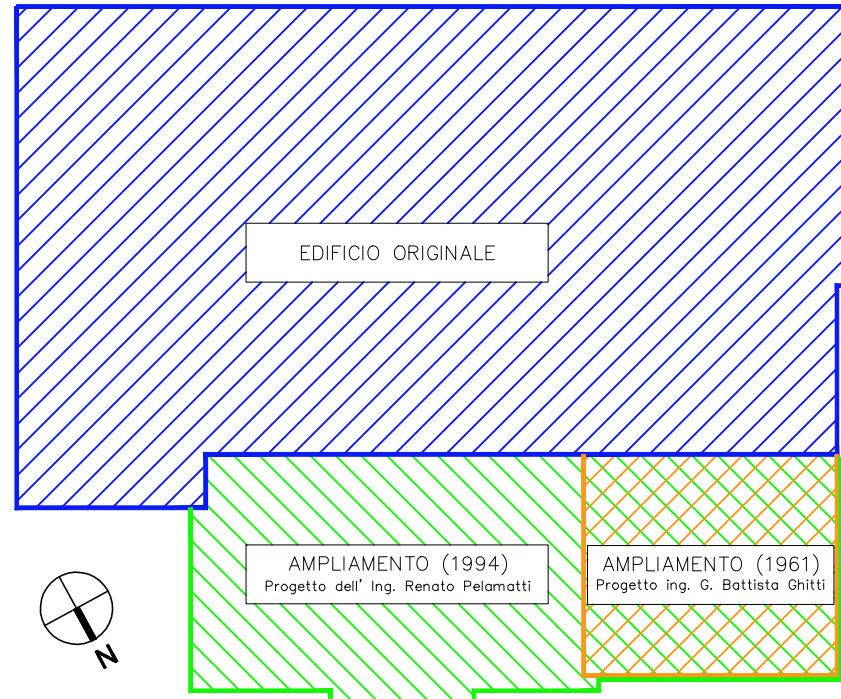 EDIFICIO ORIGINALE
AMPLIAMENTO (1994)
Progetto dell' Ing. Renato Pelamatti
AMPLIAMENTO (1961)
Progetto ing. G. Battista Ghitti
N